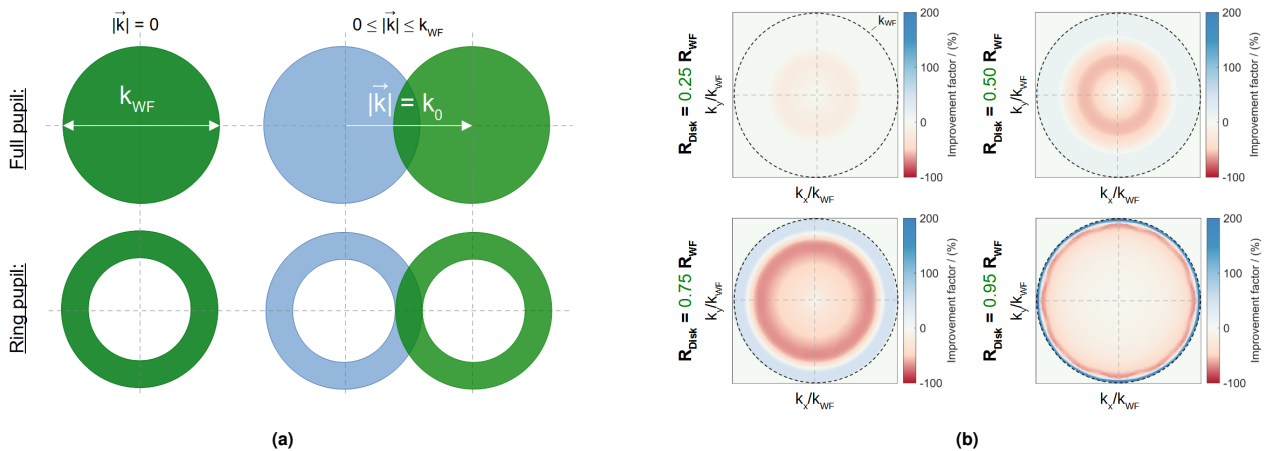 |k⃗| = 0
0 ≤ |k⃗| ≤ k_WF
Full pupil:
k_WF
|k⃗| = k_0
Ring pupil:
(a)
R_Disk = 0.25 R_WF
k_y/k_WF
k_WF
k_x/k_WF
200
100
0
-100
Improvement factor / (%)
R_Disk = 0.50 R_WF
k_y/k_WF
k_x/k_WF
200
100
0
-100
Improvement factor / (%)
R_Disk = 0.75 R_WF
k_y/k_WF
k_x/k_WF
200
100
0
-100
Improvement factor / (%)
R_Disk = 0.95 R_WF
k_y/k_WF
k_x/k_WF
200
100
0
-100
Improvement factor / (%)
(b)